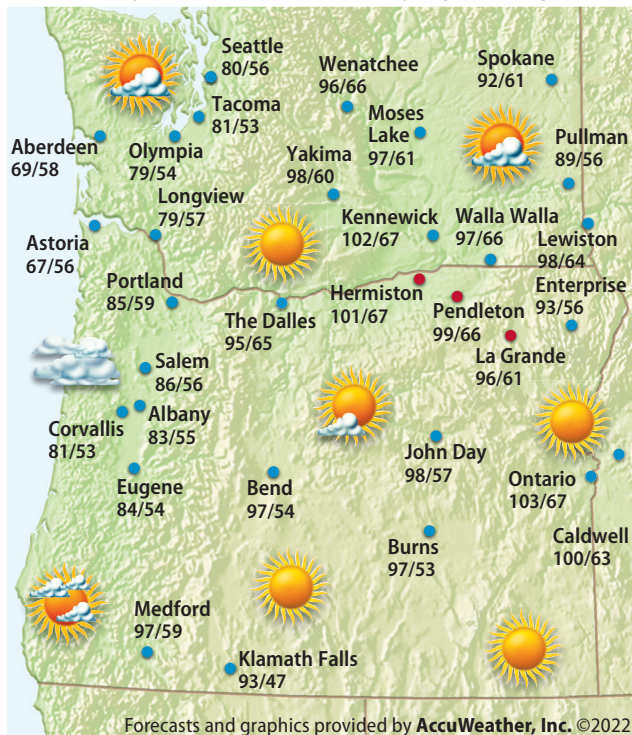 Seattle
80/56
Spokane
92/61
Wenatchee
96/66
Tacoma
81/53
Moses
Lake
97/61
Aberdeen
69/58
Olympia
79/54
Yakima
98/60
Pullman
89/56
Longview
79/57
Kennewick
102/67
Walla Walla
97/66
Astoria
67/56
Lewiston
98/64
Portland
85/59
Hermiston
101/67
Enterprise
93/56
The Dalles
95/65
Pendleton
99/66
La Grande
96/61
Salem
86/56
Albany
83/55
Corvallis
81/53
John Day
98/57
Eugene
84/54
Bend
97/54
Ontario
103/67
Burns
97/53
Caldwell
100/63
Medford
97/59
Klamath Falls
93/47
Forecasts and graphics provided by AccuWeather, Inc. ©2022